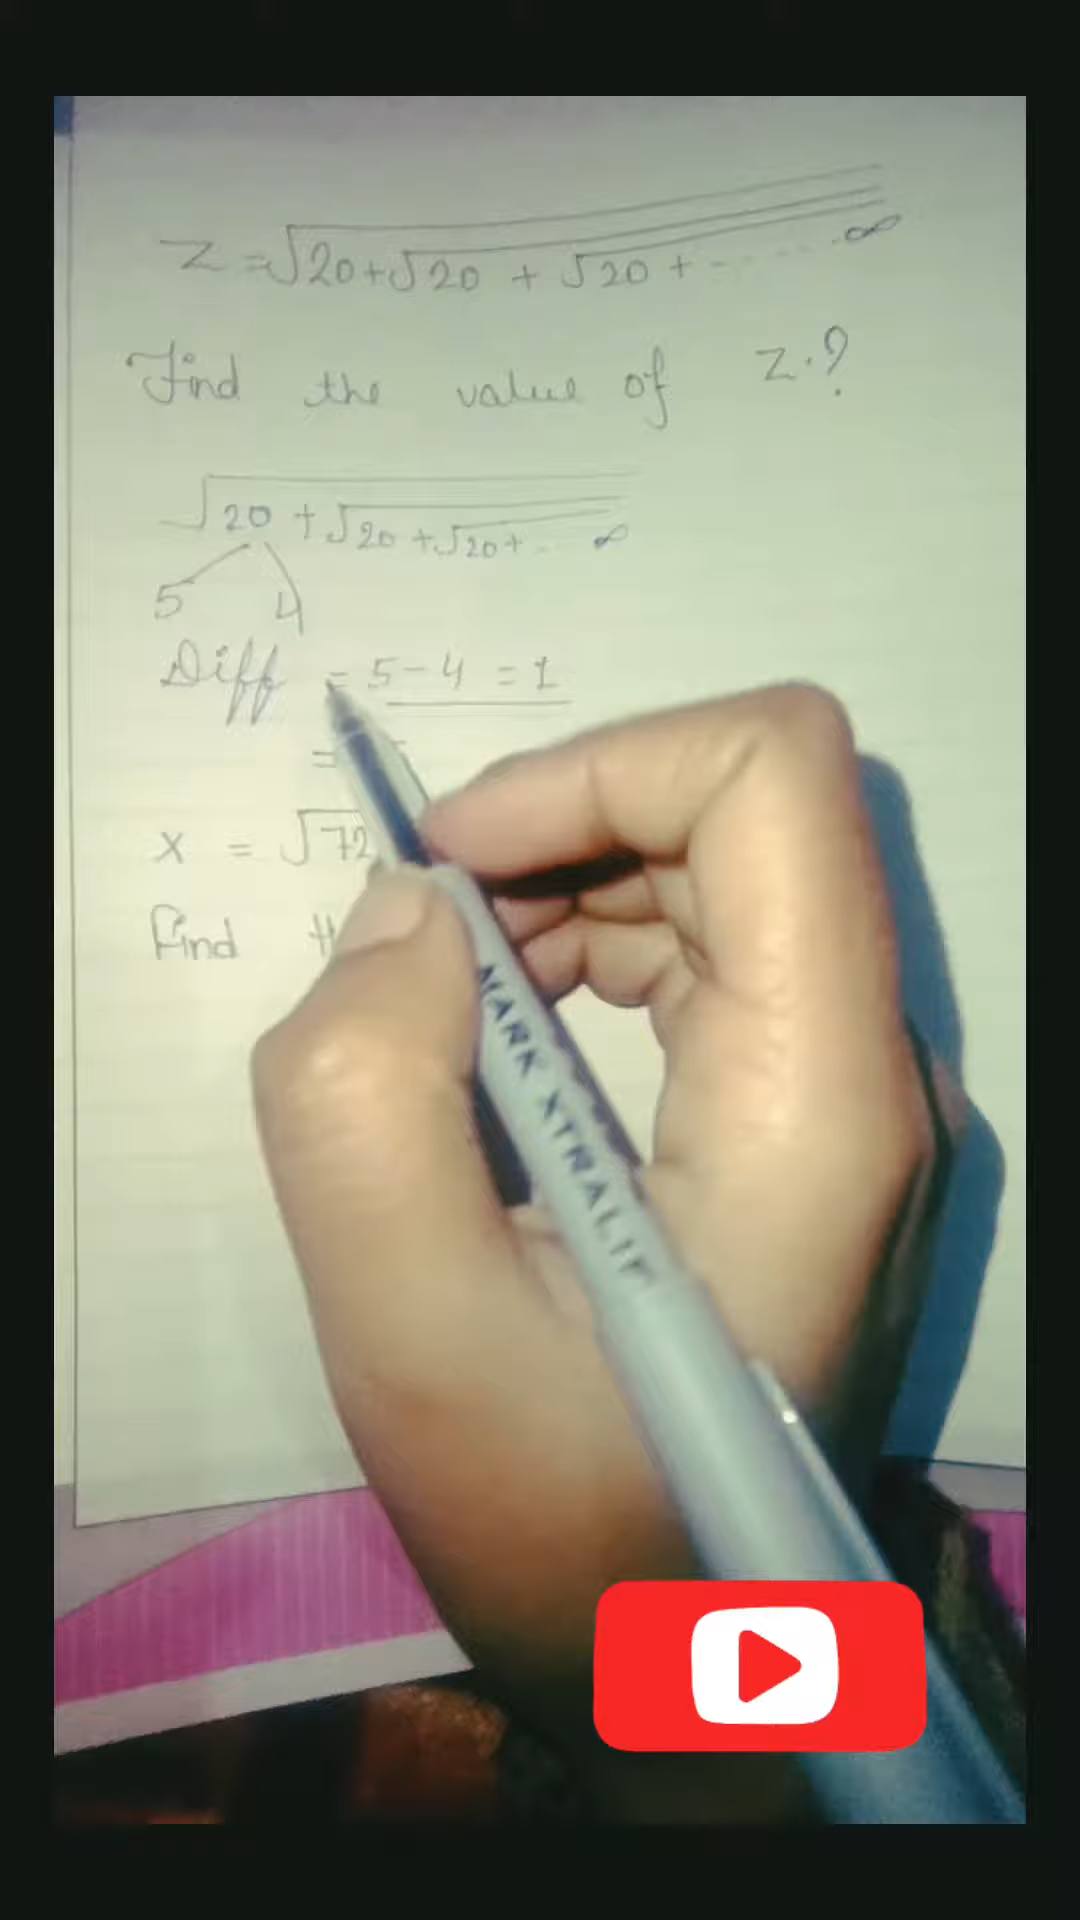 Z = √20 + √20 + √20 + ...... ∞
Find the value of Z.?
√20 + √20 + √20 + .. ∞
5 4
Diff = 5 - 4 = 1
=
x = √72
Find
MARK XTRALIF